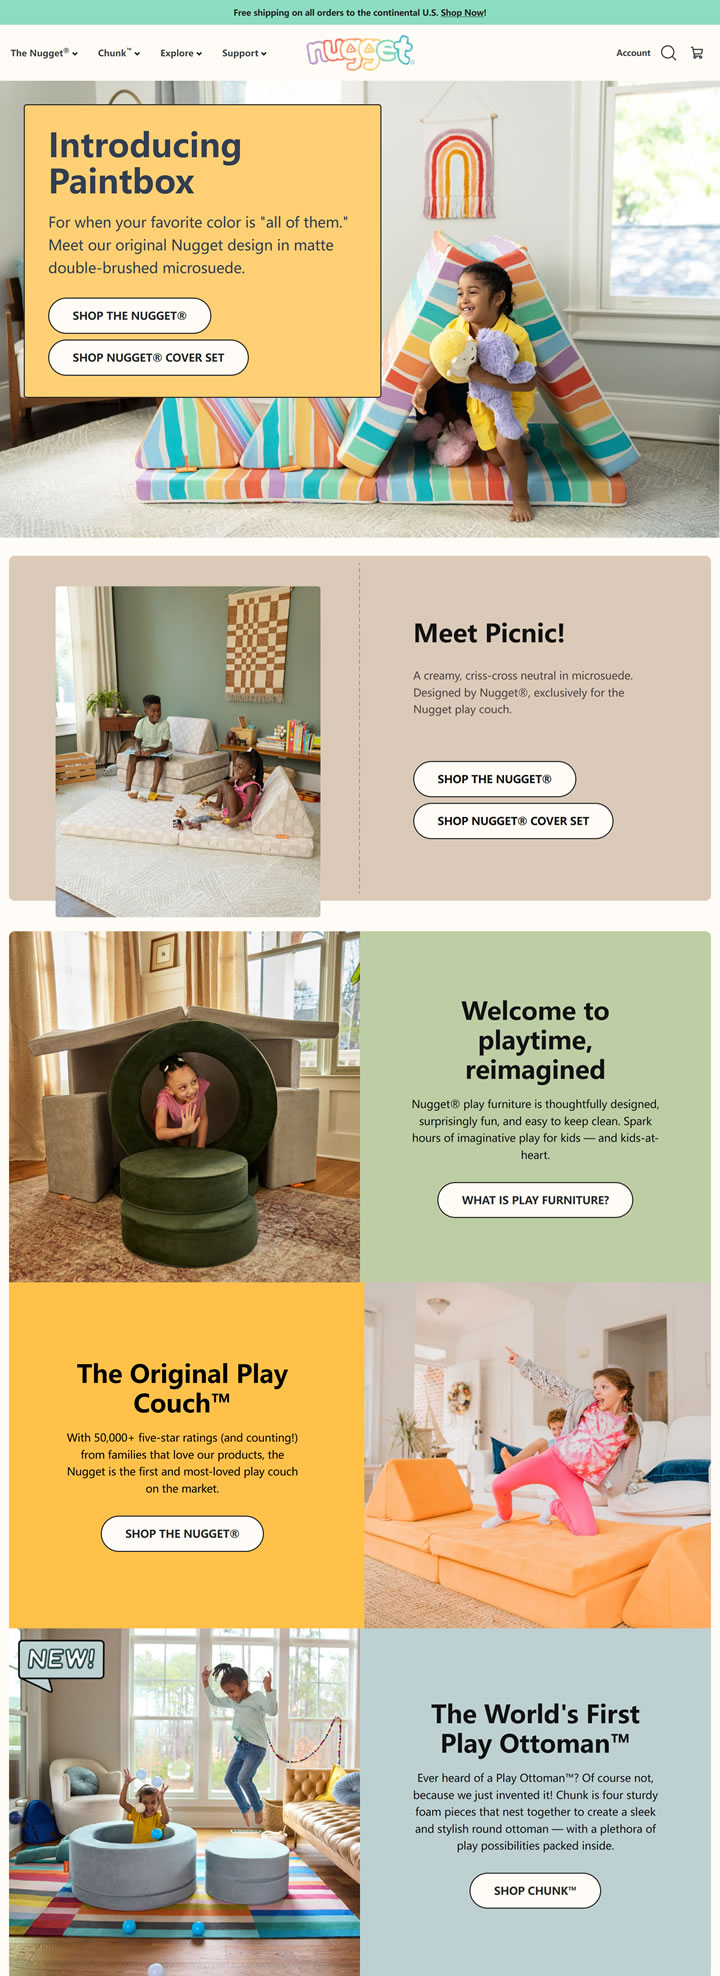 Free shipping on all orders to the continental U.S. Shop Now!
The Nugget® Chunk™ Explore Support nugget® Account
Introducing
Paintbox
For when your favorite color is "all of them."
Meet our original Nugget design in matte
double-brushed microsuede.
SHOP THE NUGGET®
SHOP NUGGET® COVER SET
Meet Picnic!
A creamy, criss-cross neutral in microsuede.
Designed by Nugget®, exclusively for the
Nugget play couch.
SHOP THE NUGGET®
SHOP NUGGET® COVER SET
Welcome to
playtime,
reimagined
Nugget® play furniture is thoughtfully designed,
surprisingly fun, and easy to keep clean. Spark
hours of imaginative play for kids — and kids-at-
heart.
WHAT IS PLAY FURNITURE?
The Original Play
Couch™
With 50,000+ five-star ratings (and counting!)
from families that love our products, the
Nugget is the first and most-loved play couch
on the market.
SHOP THE NUGGET®
NEW!
The World's First
Play Ottoman™
Ever heard of a Play Ottoman™? Of course not,
because we just invented it! Chunk is four sturdy
foam pieces that nest together to create a sleek
and stylish round ottoman — with a plethora of
play possibilities packed inside.
SHOP CHUNK™